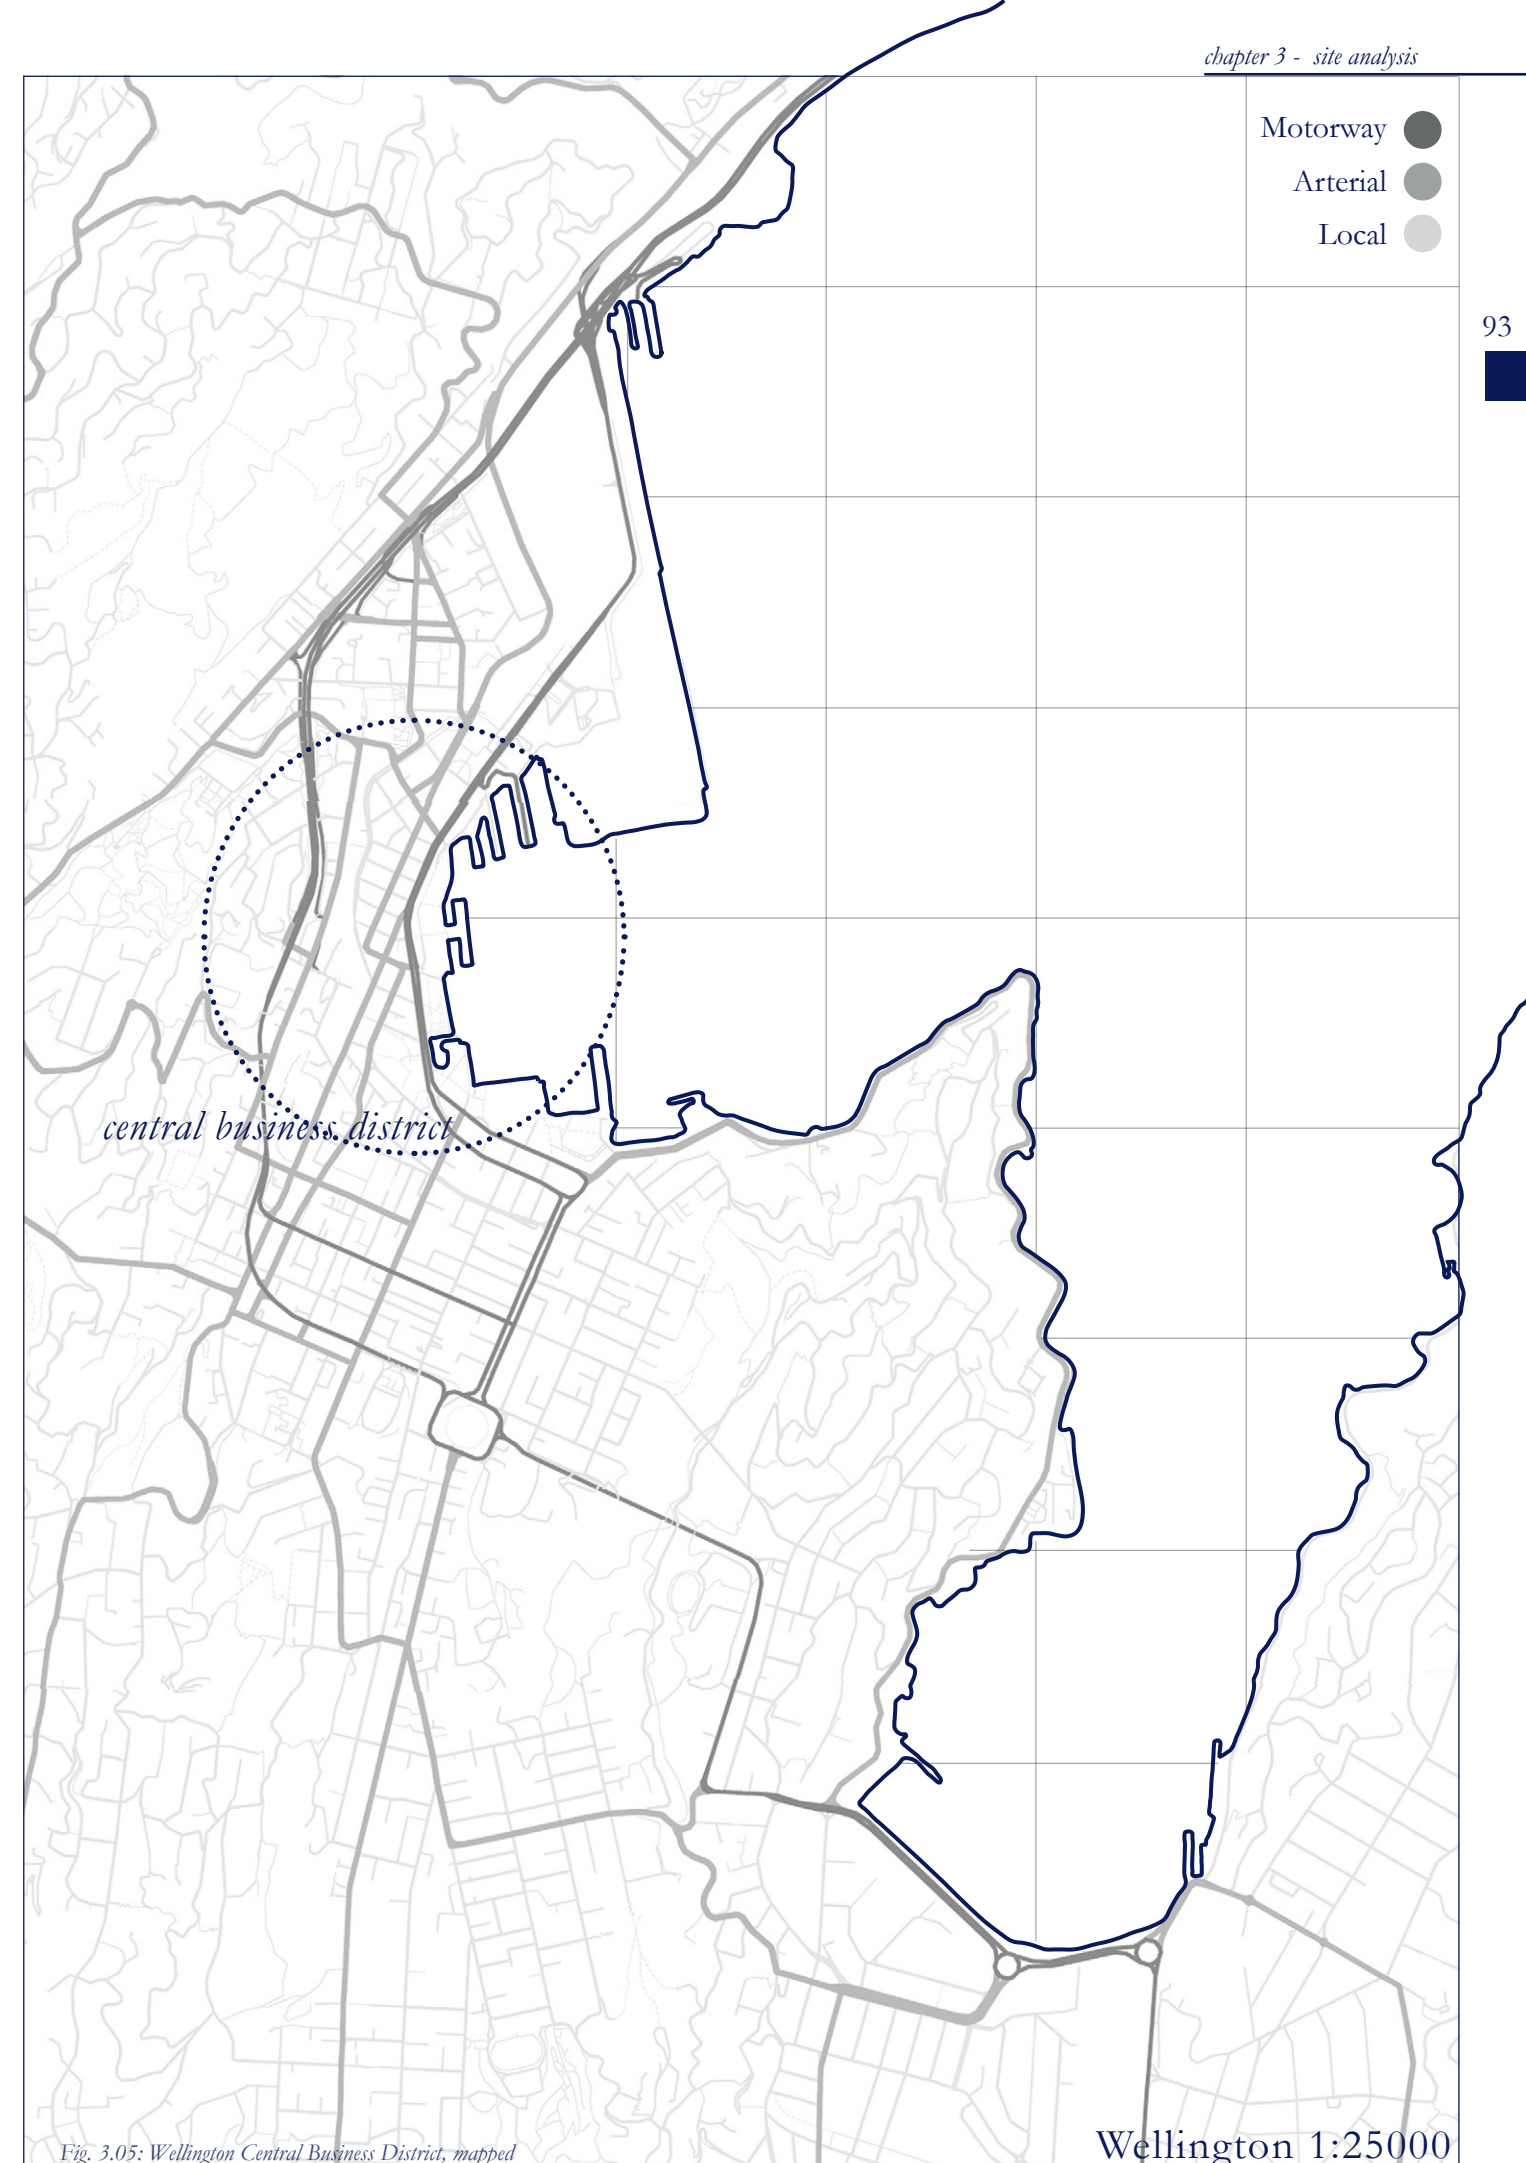 chapter 3 - site analysis
Motorway
Arterial
Local
93
central business district
Fig. 3.05: Wellington Central Business District, mapped
Wellington 1:25000